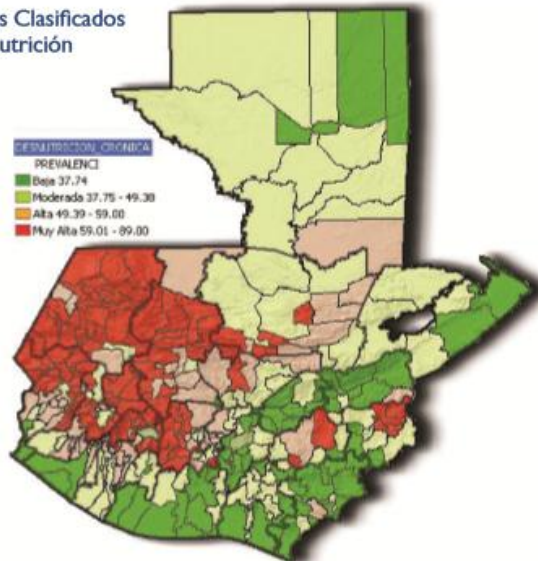 s Clasificados
utrición
DESNUTRICION_CRONICA
PREVALENCI
Baja 37.74
Moderada 37.75 - 49.38
Alta 49.39 - 59.00
Muy Alta 59.01 - 89.00